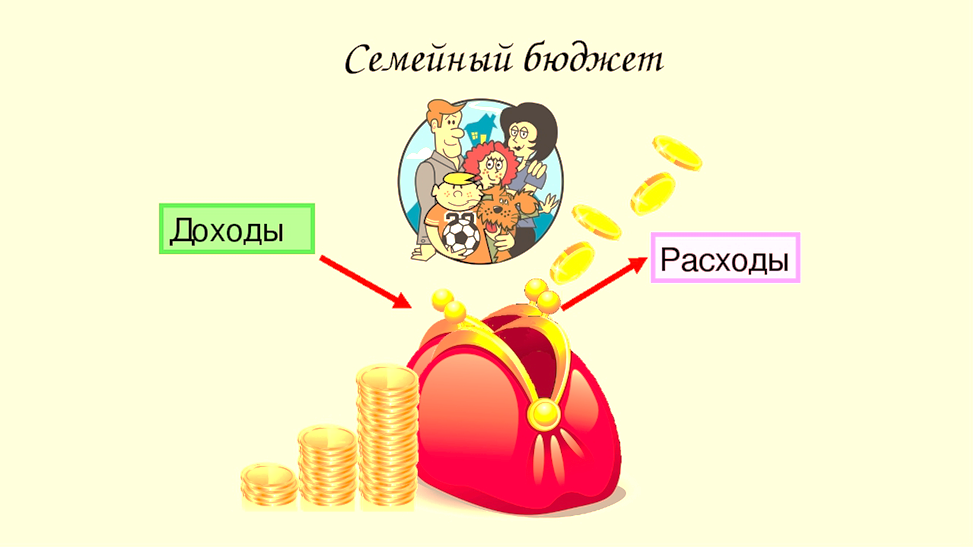 Семейный бюджет
Доходы
Расходы